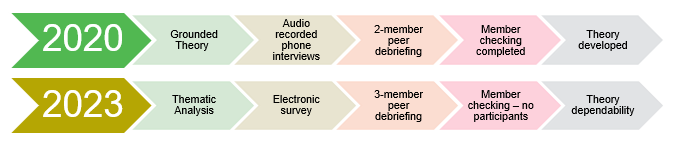 2020
Grounded
Theory
Audio
recorded
phone
interviews
2-member
peer
debriefing
Member
checking
completed
Theory
developed
2023
Thematic
Analysis
Electronic
survey
3-member
peer
debriefing
Member
checking – no
participants
Theory
dependability